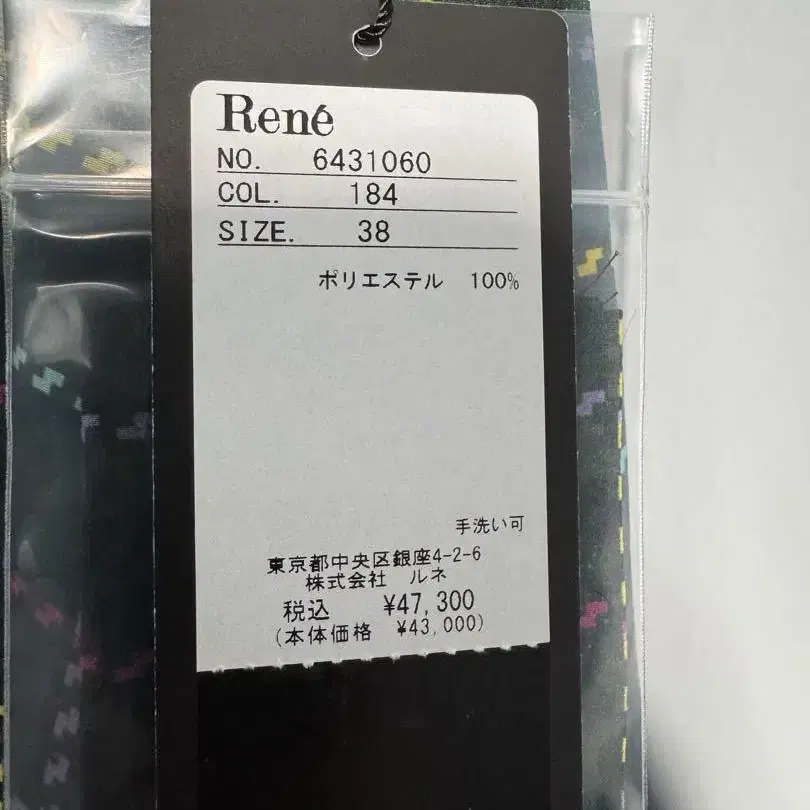 René
NO. 6431060
COL. 184
SIZE. 38
ポリエステル 100%
手洗い可
東京都中央区銀座4-2-6
株式会社 ルネ
税込 ¥47,300
(本体価格 ¥43,000)